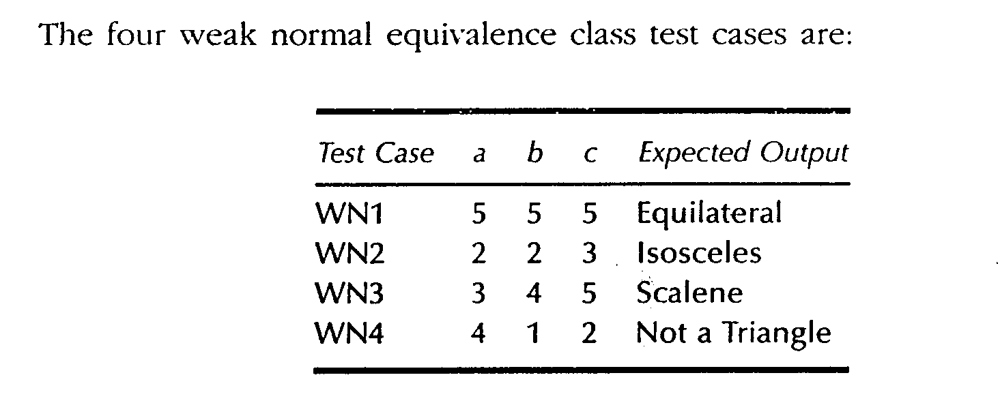 The four weak normal equivalence class test cases are:
Test Case a b c Expected Output
WN1 5 5 5 Equilateral
WN2 2 2 3 Isosceles
WN3 3 4 5 Scalene
WN4 4 1 2 Not a Triangle